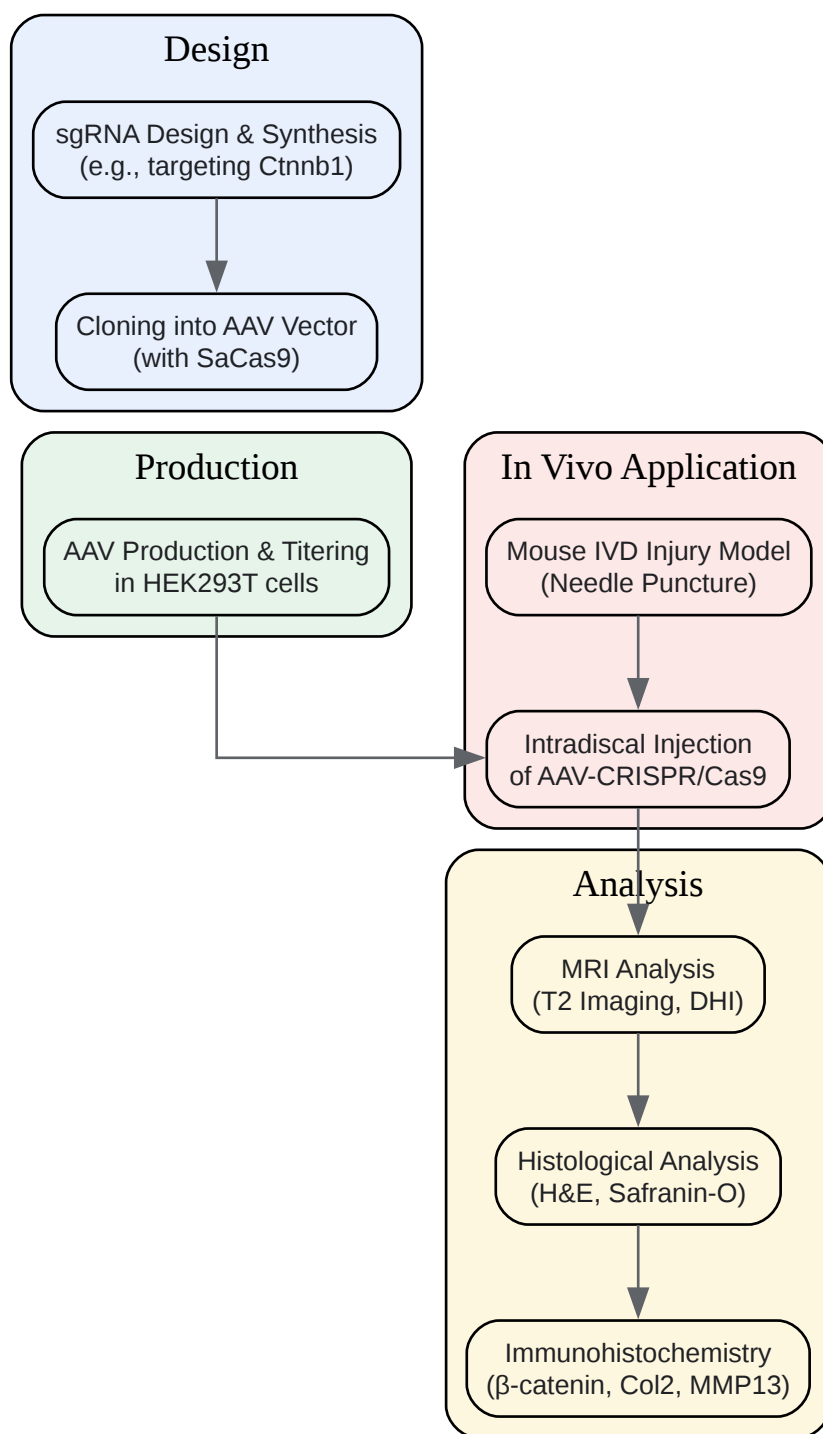 Design
sgRNA Design & Synthesis
(e.g., targeting Ctnnb1)
Cloning into AAV Vector
(with SaCas9)
Production
AAV Production & Titering
in HEK293T cells
In Vivo Application
Mouse IVD Injury Model
(Needle Puncture)
Intradiscal Injection
of AAV-CRISPR/Cas9
Analysis
MRI Analysis
(T2 Imaging, DHI)
Histological Analysis
(H&E, Safranin-O)
Immunohistochemistry
(β-catenin, Col2, MMP13)